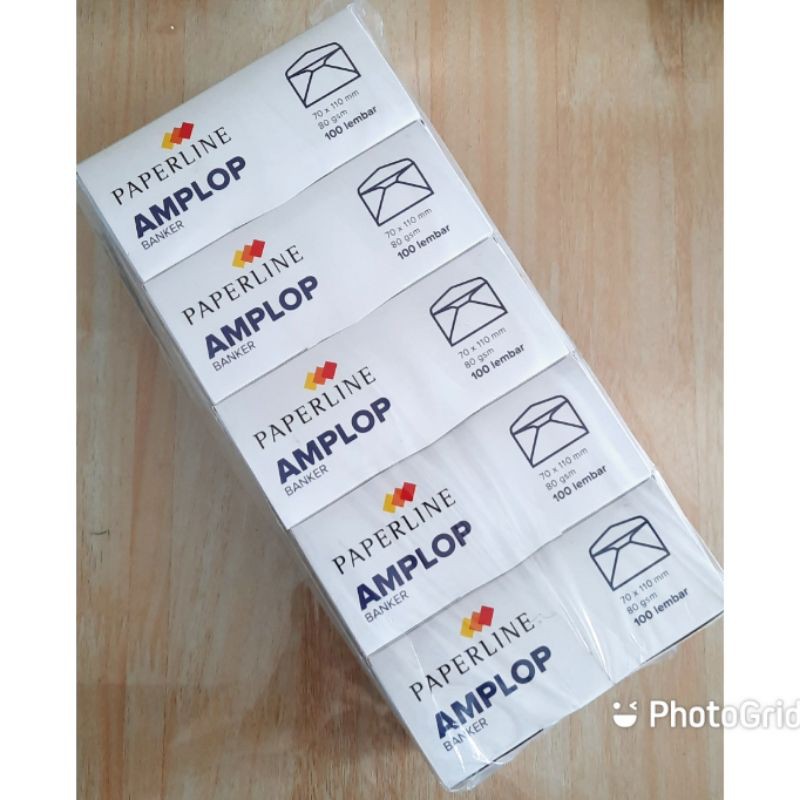 PAPERLINE
AMPLOP
BANKER
70 x 110 mm
80 gsm
100 lembar
PAPERLINE
AMPLOP
BANKER
70 x 110 mm
80 gsm
100 lembar
PAPERLINE
AMPLOP
BANKER
70 x 110 mm
80 gsm
100 lembar
PAPERLINE
AMPLOP
BANKER
70 x 110 mm
80 gsm
100 lembar
PAPERLINE
AMPLOP
BANKER
70 x 110 mm
80 gsm
100 lembar
PhotoGrid